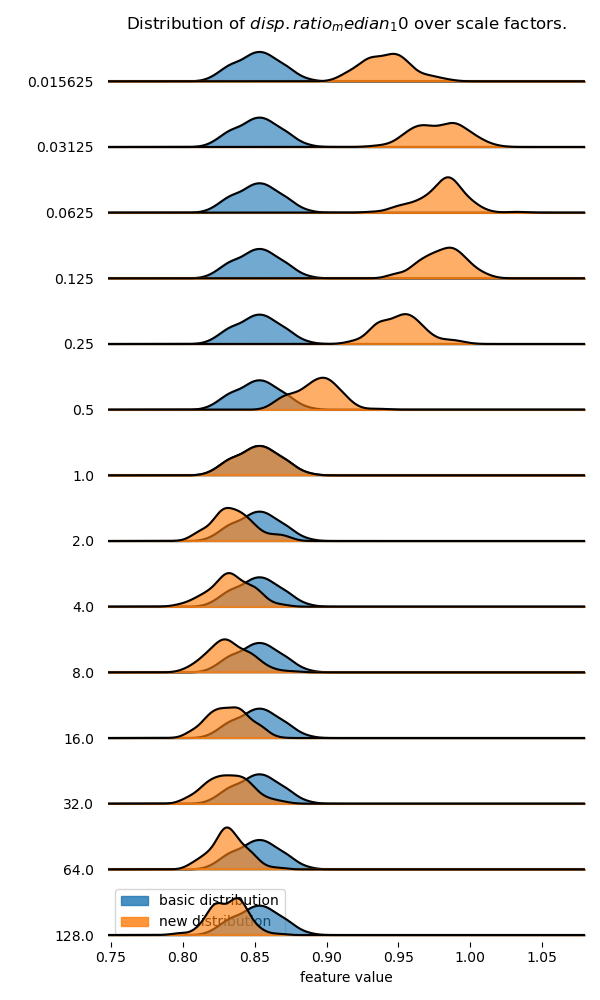 Distribution of disp.ratio_median_10 over scale factors.
0.015625
0.03125
0.0625
0.125
0.25
0.5
1.0
2.0
4.0
8.0
16.0
32.0
64.0
basic distribution
new distribution
128.0
0.75 0.80 0.85 0.90 0.95 1.00 1.05
feature value